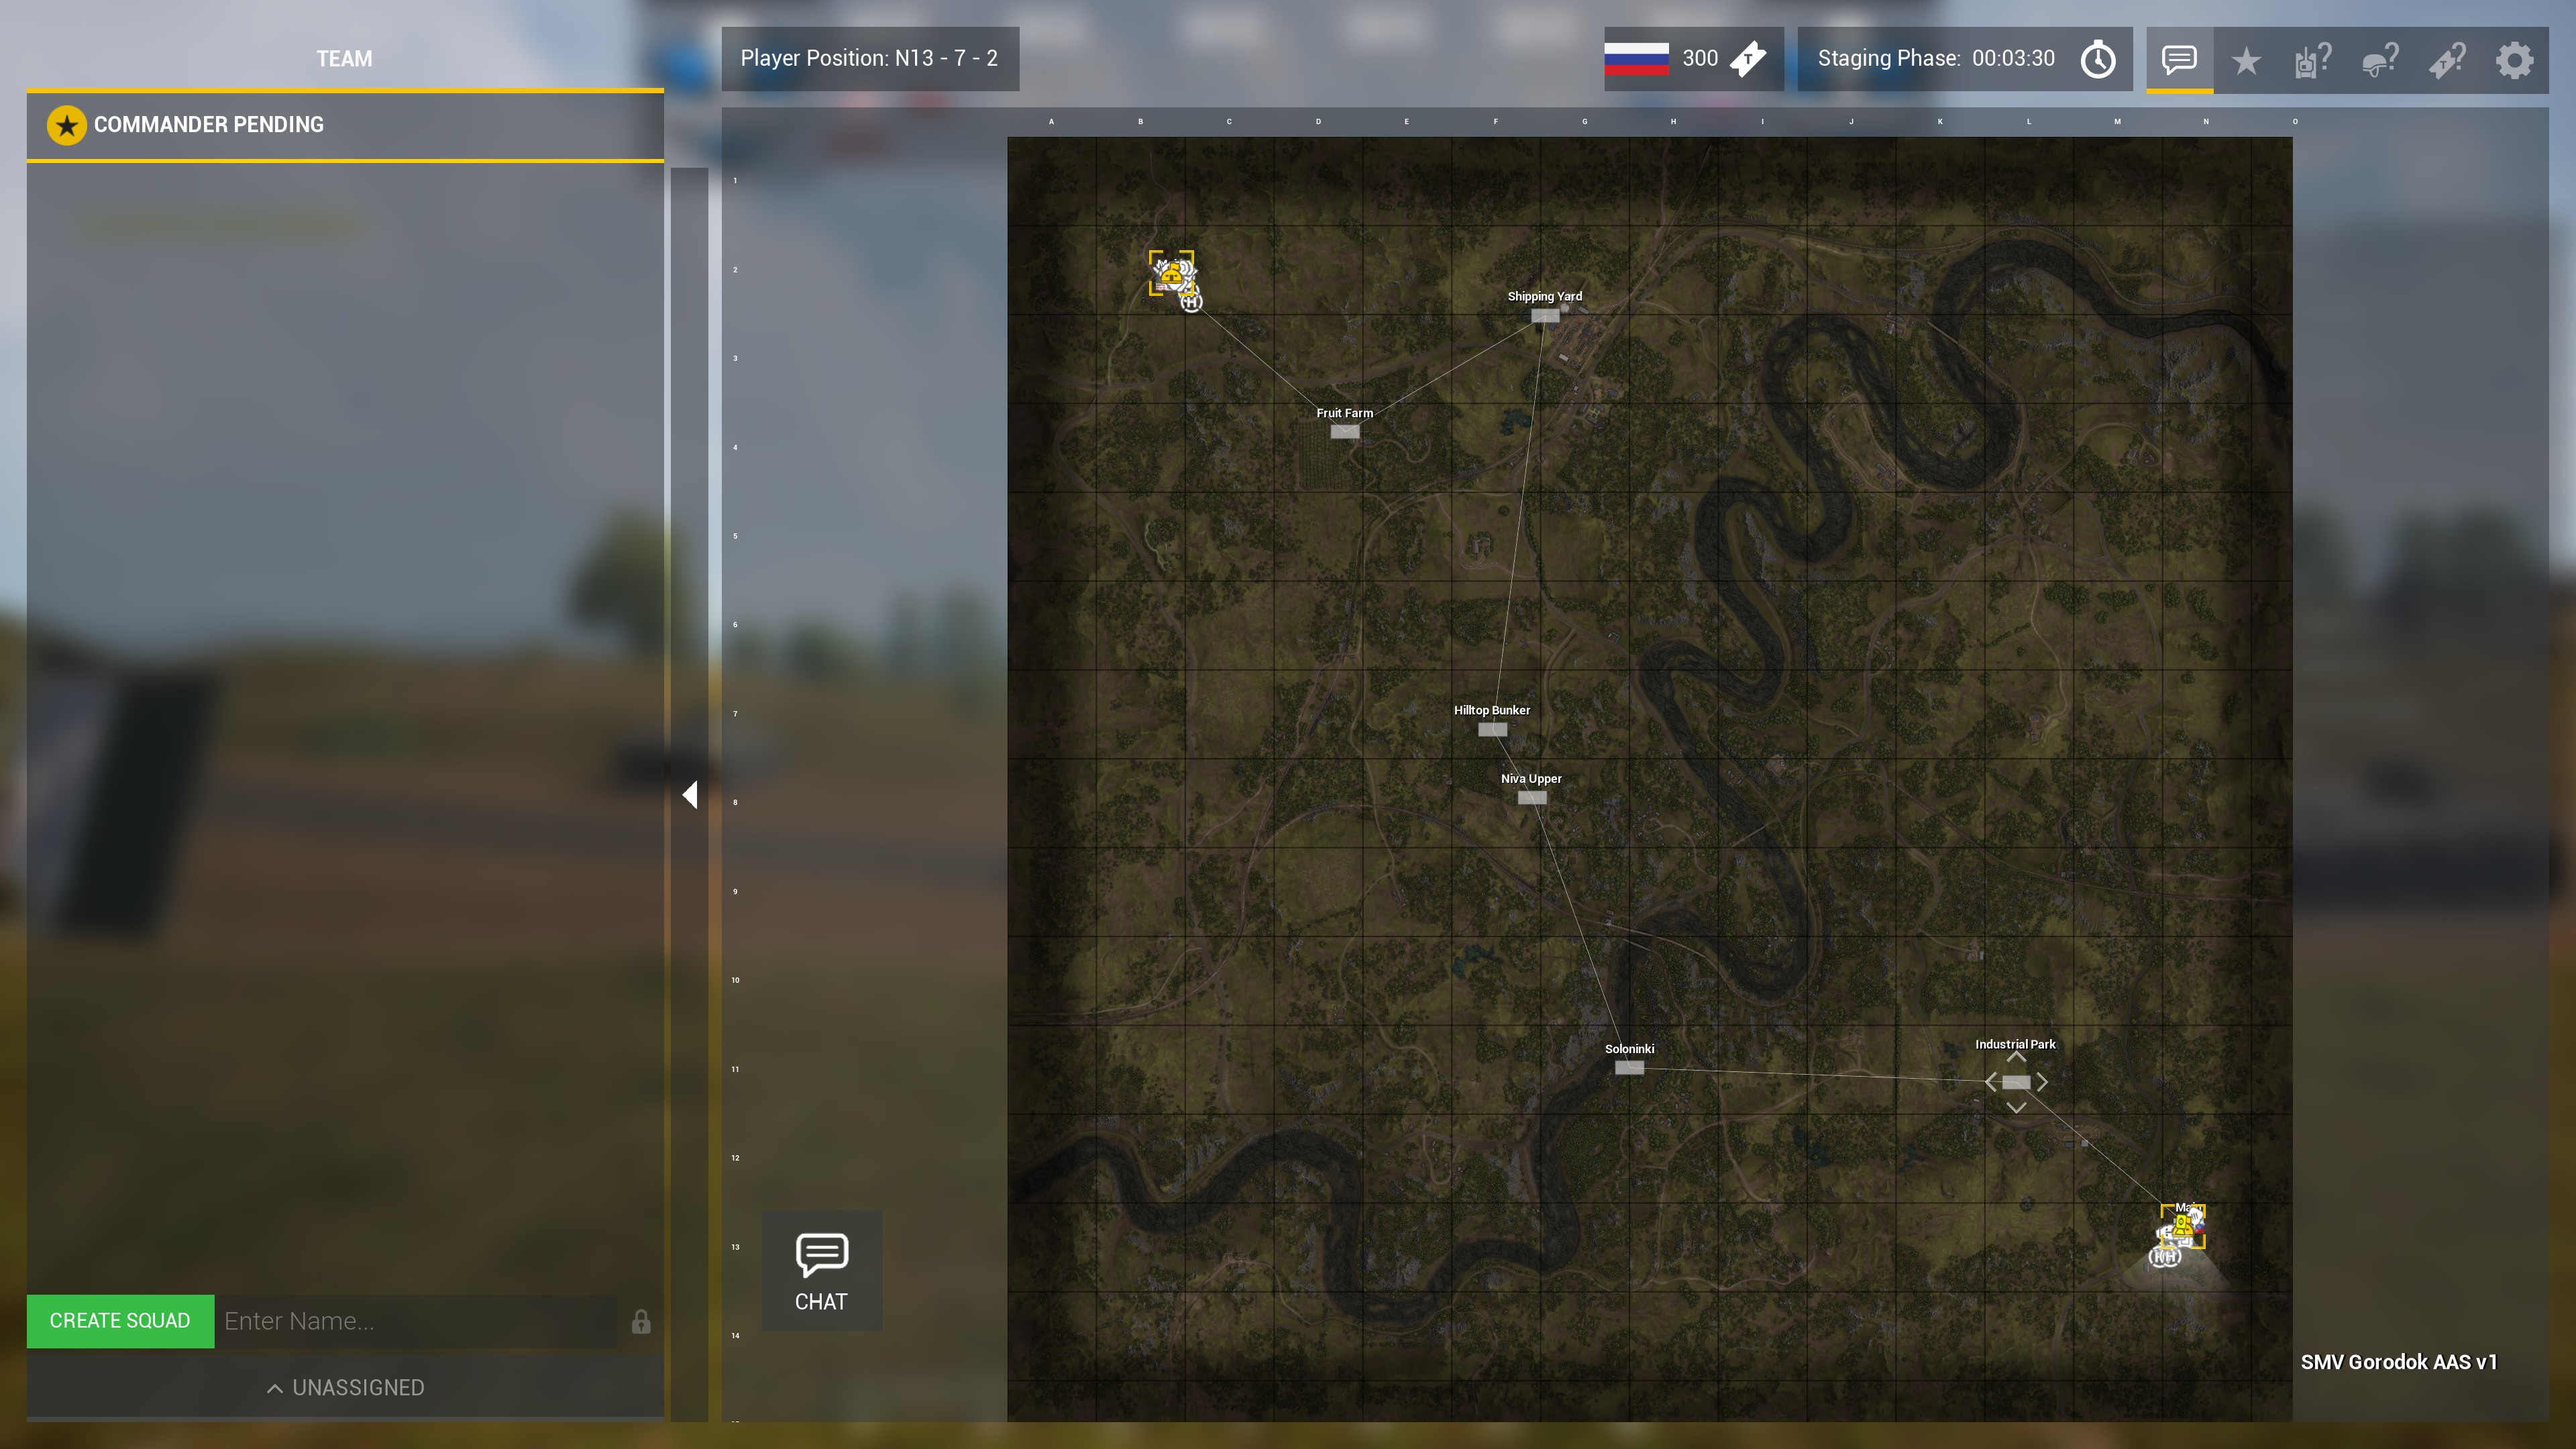 TEAM
Player Position: N13 - 7 - 2
300
T
Staging Phase: 00:03:30
COMMANDER PENDING
A B C D E F G H I J K L M N O
1
2
3
4
5
6
7
8
9
10
11
12
13
14
H
Shipping Yard
Fruit Farm
Hilltop Bunker
Niva Upper
Soloninki
Industrial Park
H
CHAT
CREATE SQUAD
Enter Name...
UNASSIGNED
SMV Gorodok AAS v1